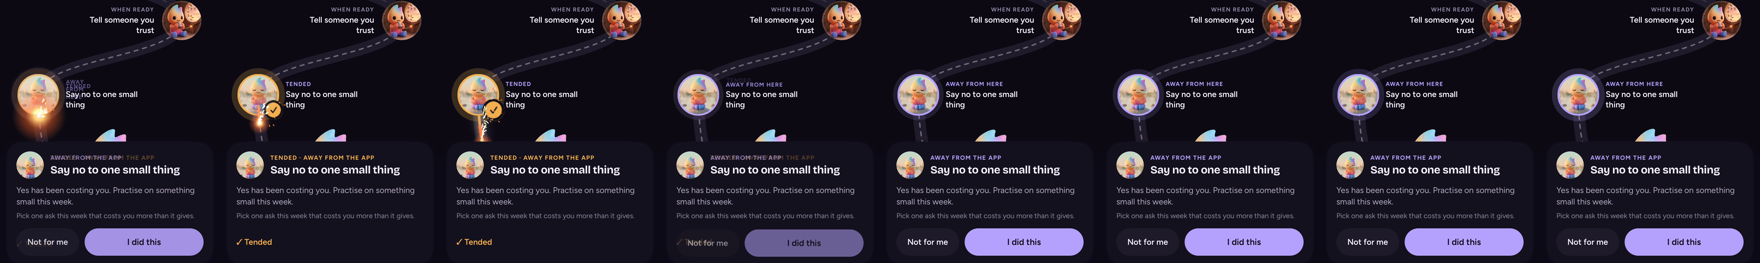 WHEN READY
Tell someone you
trust
Say no to one small
thing
AWAY FROM THE APP
Say no to one small thing
Yes has been costing you. Practise on something
small this week.
Pick one ask this week that costs you more than it gives.
Not for me
I did this
WHEN READY
Tell someone you
trust
TENDED
Say no to one small
thing
TENDED · AWAY FROM THE APP
Say no to one small thing
Yes has been costing you. Practise on something
small this week.
Pick one ask this week that costs you more than it gives.
✓ Tended
WHEN READY
Tell someone you
trust
TENDED
Say no to one small
thing
TENDED · AWAY FROM THE APP
Say no to one small thing
Yes has been costing you. Practise on something
small this week.
Pick one ask this week that costs you more than it gives.
✓ Tended
WHEN READY
Tell someone you
trust
AWAY FROM HERE
Say no to one small
thing
AWAY FROM THE APP
Say no to one small thing
Yes has been costing you. Practise on something
small this week.
Pick one ask this week that costs you more than it gives.
Not for me
I did this
WHEN READY
Tell someone you
trust
AWAY FROM HERE
Say no to one small
thing
AWAY FROM THE APP
Say no to one small thing
Yes has been costing you. Practise on something
small this week.
Pick one ask this week that costs you more than it gives.
Not for me
I did this
WHEN READY
Tell someone you
trust
AWAY FROM HERE
Say no to one small
thing
AWAY FROM THE APP
Say no to one small thing
Yes has been costing you. Practise on something
small this week.
Pick one ask this week that costs you more than it gives.
Not for me
I did this
WHEN READY
Tell someone you
trust
AWAY FROM HERE
Say no to one small
thing
AWAY FROM THE APP
Say no to one small thing
Yes has been costing you. Practise on something
small this week.
Pick one ask this week that costs you more than it gives.
Not for me
I did this
WHEN READY
Tell someone you
trust
AWAY FROM HERE
Say no to one small
thing
AWAY FROM THE APP
Say no to one small thing
Yes has been costing you. Practise on something
small this week.
Pick one ask this week that costs you more than it gives.
Not for me
I did this